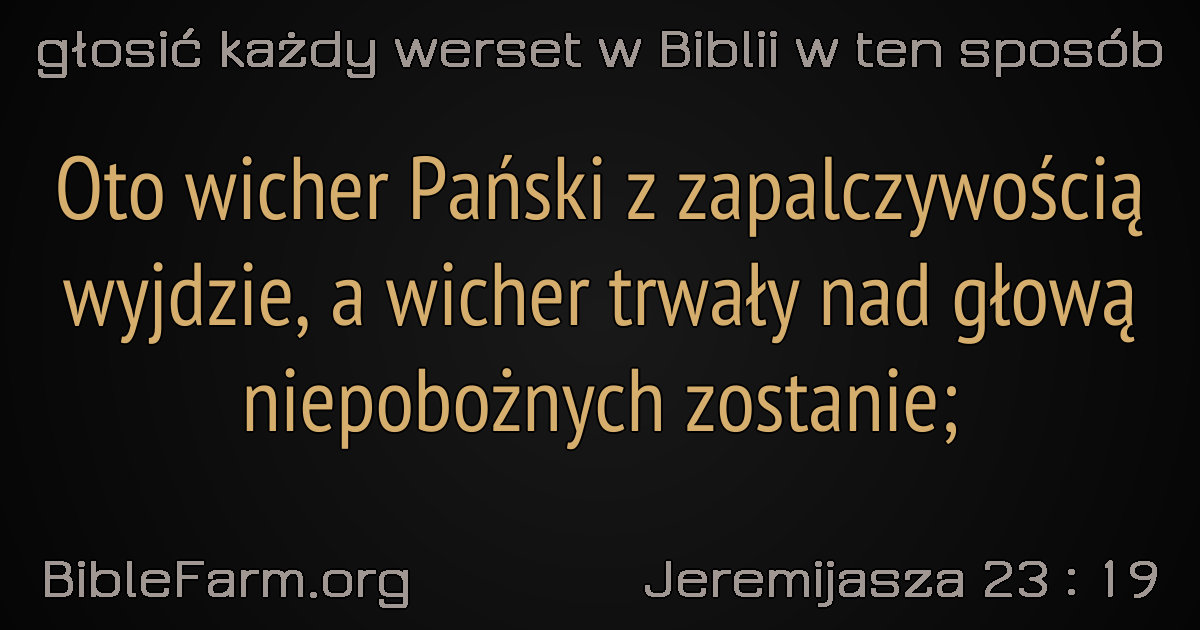 głosić każdy werset w Biblii w ten sposób
Oto wicher Pański z zapalczywością
wyjdzie, a wicher trwały nad głową
niepobożnych zostanie;
BibleFarm.org
Jeremijasza 23 : 19